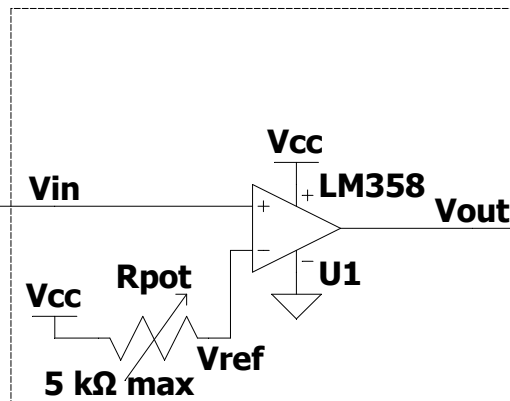 Vcc
+
LM358
Vin
+
Vout
−
−
U1
Rpot
Vcc
Vref
5 kΩ max